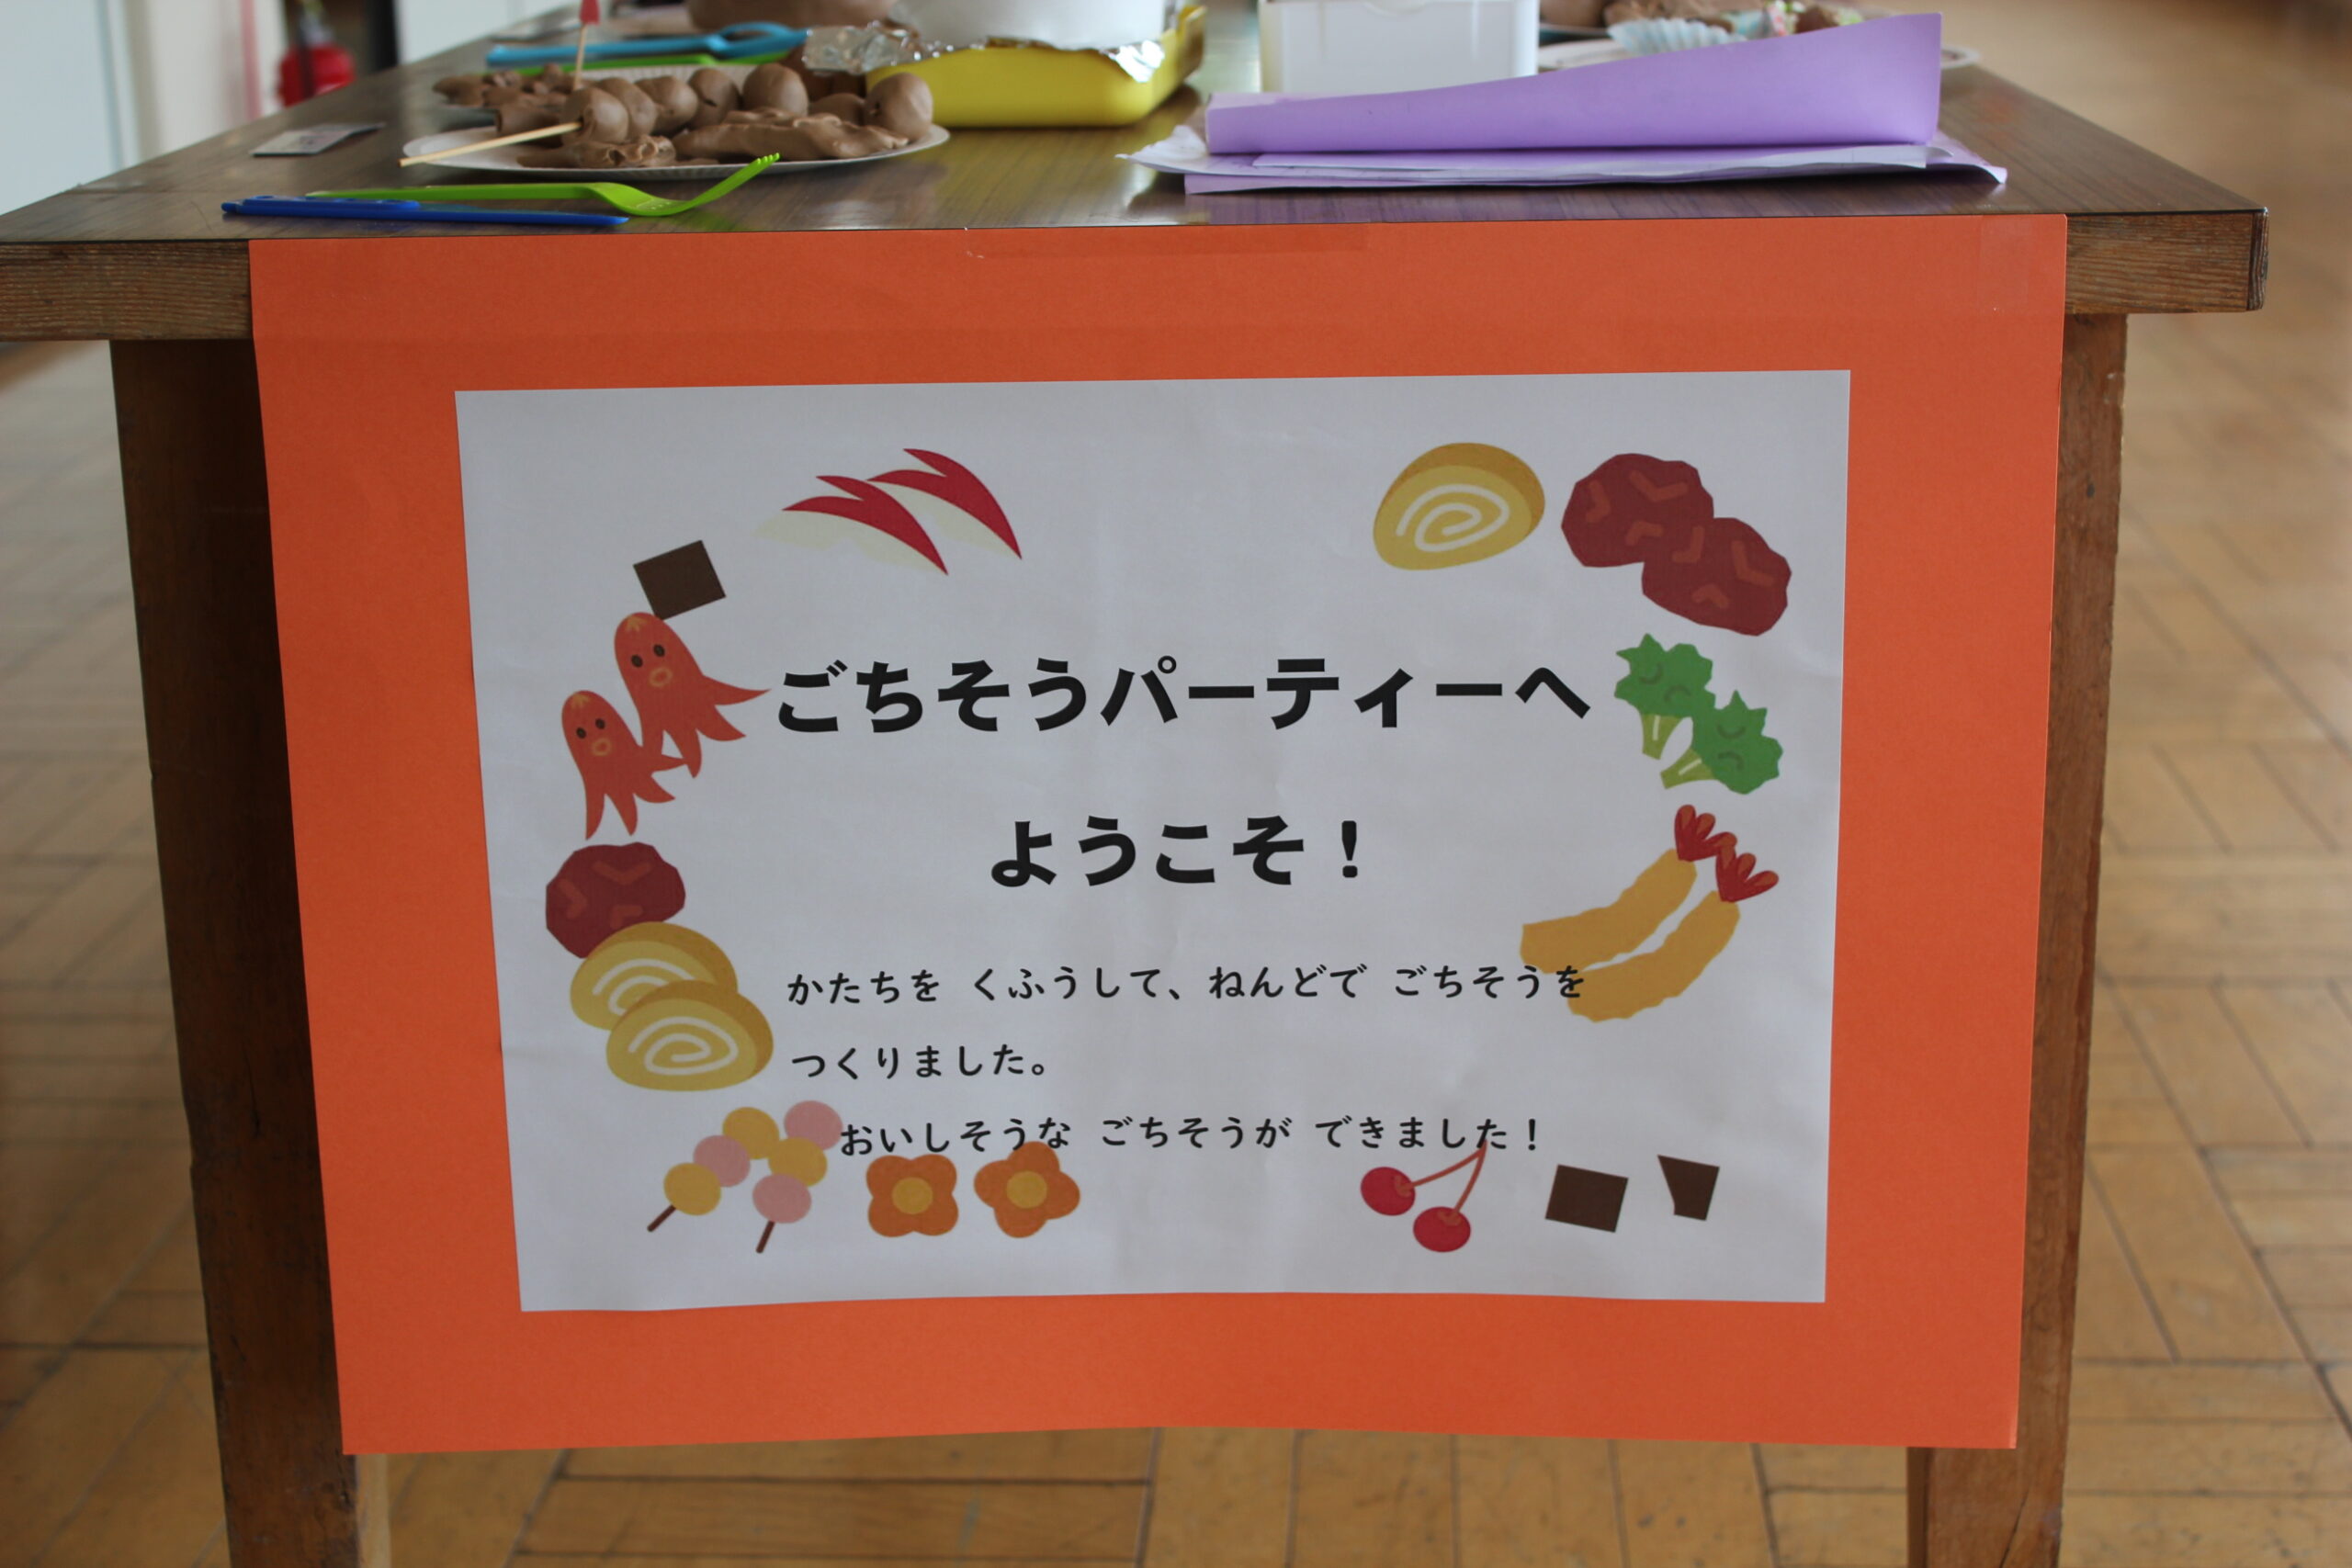 ごちそうパーティーへ
ようこそ！
かたちを くふうして、ねんどで ごちそうを
つくりました。
おいしそうな ごちそうが できました！